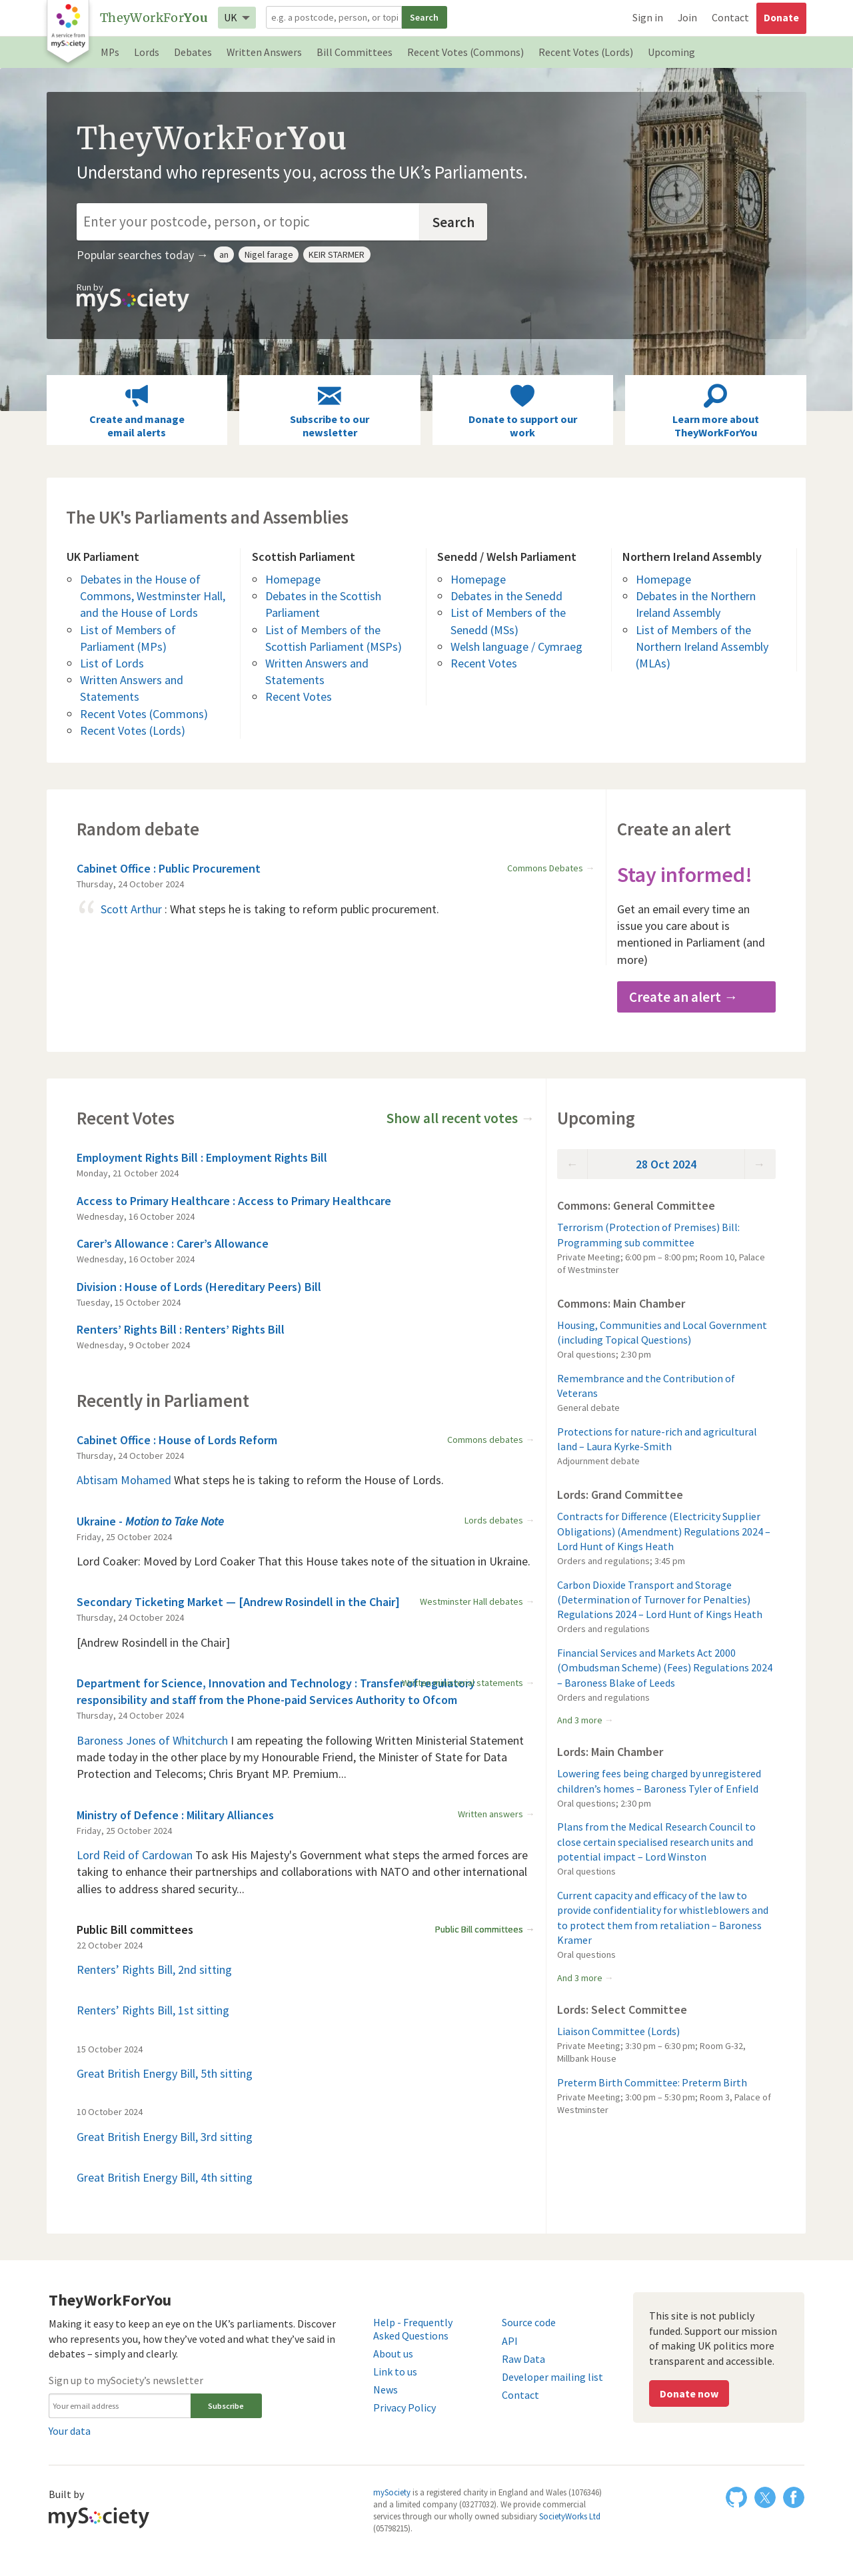 TheyWorkForYou
UK
e.g. a postcode, person, or topi
Search
Sign in
Join
Contact
Donate
A service from
mySociety
MPs
Lords
Debates
Written Answers
Bill Committees
Recent Votes (Commons)
Recent Votes (Lords)
Upcoming
TheyWorkForYou
Understand who represents you, across the UK’s Parliaments.
Enter your postcode, person, or topic
Search
Popular searches today →
an
Nigel farage
KEIR STARMER
Run by
mySociety
Create and manage
email alerts
Subscribe to our
newsletter
Donate to support our
work
Learn more about
TheyWorkForYou
The UK's Parliaments and Assemblies
UK Parliament
Debates in the House of
Commons, Westminster Hall,
and the House of Lords
List of Members of
Parliament (MPs)
List of Lords
Written Answers and
Statements
Recent Votes (Commons)
Recent Votes (Lords)
Scottish Parliament
Homepage
Debates in the Scottish
Parliament
List of Members of the
Scottish Parliament (MSPs)
Written Answers and
Statements
Recent Votes
Senedd / Welsh Parliament
Homepage
Debates in the Senedd
List of Members of the
Senedd (MSs)
Welsh language / Cymraeg
Recent Votes
Northern Ireland Assembly
Homepage
Debates in the Northern
Ireland Assembly
List of Members of the
Northern Ireland Assembly
(MLAs)
Random debate
Cabinet Office : Public Procurement
Commons Debates →
Thursday, 24 October 2024
“ Scott Arthur : What steps he is taking to reform public procurement.
Create an alert
Stay informed!
Get an email every time an
issue you care about is
mentioned in Parliament (and
more)
Create an alert →
Recent Votes
Show all recent votes →
Employment Rights Bill : Employment Rights Bill
Monday, 21 October 2024
Access to Primary Healthcare : Access to Primary Healthcare
Wednesday, 16 October 2024
Carer’s Allowance : Carer’s Allowance
Wednesday, 16 October 2024
Division : House of Lords (Hereditary Peers) Bill
Tuesday, 15 October 2024
Renters’ Rights Bill : Renters’ Rights Bill
Wednesday, 9 October 2024
Recently in Parliament
Cabinet Office : House of Lords Reform
Commons debates →
Thursday, 24 October 2024
Abtisam Mohamed What steps he is taking to reform the House of Lords.
Ukraine - Motion to Take Note
Lords debates →
Friday, 25 October 2024
Lord Coaker: Moved by Lord Coaker That this House takes note of the situation in Ukraine.
Secondary Ticketing Market — [Andrew Rosindell in the Chair]
Westminster Hall debates →
Thursday, 24 October 2024
[Andrew Rosindell in the Chair]
Department for Science, Innovation and Technology : Transfer of regulatory
Written ministerial statements →
responsibility and staff from the Phone-paid Services Authority to Ofcom
Thursday, 24 October 2024
Baroness Jones of Whitchurch I am repeating the following Written Ministerial Statement
made today in the other place by my Honourable Friend, the Minister of State for Data
Protection and Telecoms; Chris Bryant MP. Premium...
Ministry of Defence : Military Alliances
Written answers →
Friday, 25 October 2024
Lord Reid of Cardowan To ask His Majesty's Government what steps the armed forces are
taking to enhance their partnerships and collaborations with NATO and other international
allies to address shared security...
Public Bill committees
Public Bill committees →
22 October 2024
Renters’ Rights Bill, 2nd sitting
Renters’ Rights Bill, 1st sitting
15 October 2024
Great British Energy Bill, 5th sitting
10 October 2024
Great British Energy Bill, 3rd sitting
Great British Energy Bill, 4th sitting
Upcoming
← 28 Oct 2024 →
Commons: General Committee
Terrorism (Protection of Premises) Bill:
Programming sub committee
Private Meeting; 6:00 pm – 8:00 pm; Room 10, Palace
of Westminster
Commons: Main Chamber
Housing, Communities and Local Government
(including Topical Questions)
Oral questions; 2:30 pm
Remembrance and the Contribution of
Veterans
General debate
Protections for nature-rich and agricultural
land – Laura Kyrke-Smith
Adjournment debate
Lords: Grand Committee
Contracts for Difference (Electricity Supplier
Obligations) (Amendment) Regulations 2024 –
Lord Hunt of Kings Heath
Orders and regulations; 3:45 pm
Carbon Dioxide Transport and Storage
(Determination of Turnover for Penalties)
Regulations 2024 – Lord Hunt of Kings Heath
Orders and regulations
Financial Services and Markets Act 2000
(Ombudsman Scheme) (Fees) Regulations 2024
– Baroness Blake of Leeds
Orders and regulations
And 3 more →
Lords: Main Chamber
Lowering fees being charged by unregistered
children’s homes – Baroness Tyler of Enfield
Oral questions; 2:30 pm
Plans from the Medical Research Council to
close certain specialised research units and
potential impact – Lord Winston
Oral questions
Current capacity and efficacy of the law to
provide confidentiality for whistleblowers and
to protect them from retaliation – Baroness
Kramer
Oral questions
And 3 more →
Lords: Select Committee
Liaison Committee (Lords)
Private Meeting; 3:30 pm – 6:30 pm; Room G-32,
Millbank House
Preterm Birth Committee: Preterm Birth
Private Meeting; 3:00 pm – 5:30 pm; Room 3, Palace of
Westminster
TheyWorkForYou
Making it easy to keep an eye on the UK’s parliaments. Discover
who represents you, how they’ve voted and what they’ve said in
debates – simply and clearly.
Sign up to mySociety’s newsletter
Your email address
Subscribe
Your data
Help - Frequently
Asked Questions
About us
Link to us
News
Privacy Policy
Source code
API
Raw Data
Developer mailing list
Contact
This site is not publicly
funded. Support our mission
of making UK politics more
transparent and accessible.
Donate now
Built by
mySociety
mySociety is a registered charity in England and Wales (1076346)
and a limited company (03277032). We provide commercial
services through our wholly owned subsidiary SocietyWorks Ltd
(05798215).